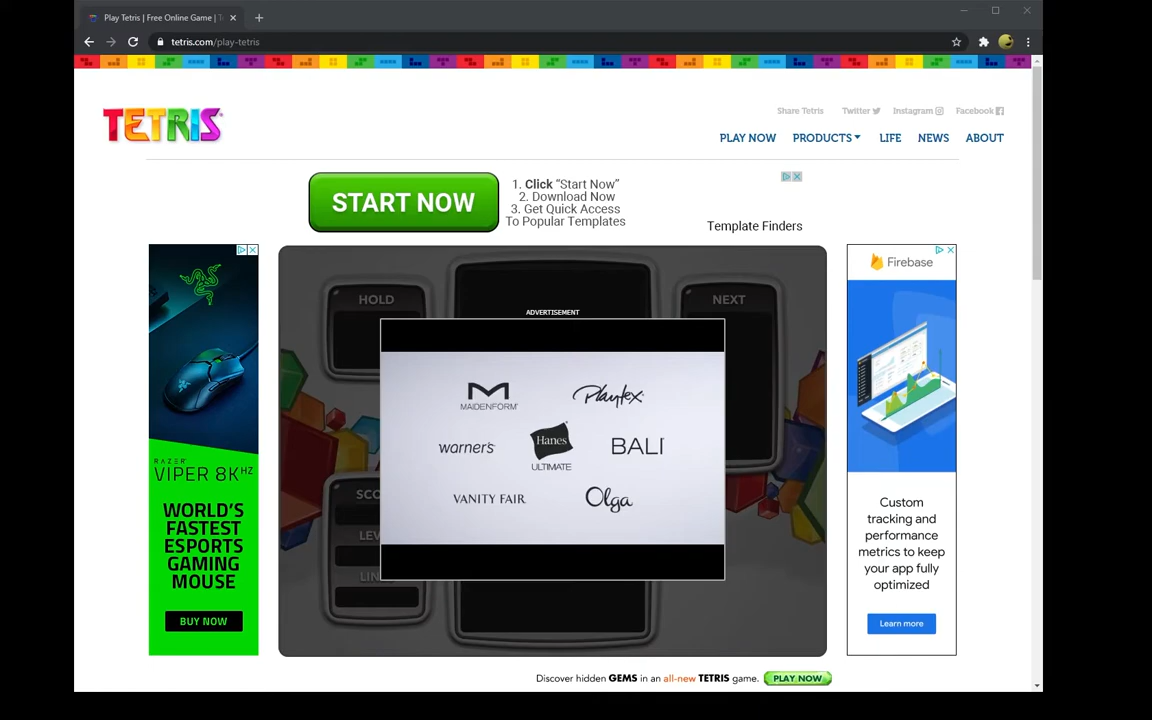 Play Tetris | Free Online Game |
tetris.com/play-tetris
TETRIS
Share Tetris Twitter Instagram Facebook
PLAY NOW PRODUCTS LIFE NEWS ABOUT
START NOW
1. Click “Start Now”
2. Download Now
3. Get Quick Access
To Popular Templates
Template Finders
RAZER
VIPER 8KHZ
WORLD'S
FASTEST
ESPORTS
GAMING
MOUSE
BUY NOW
HOLD
NEXT
ADVERTISEMENT
MAIDENFORM
Playtex
warner's
Hanes
ULTIMATE
BALI
VANITY FAIR
Olga
SCO
LEV
LIN
Firebase
Custom
tracking and
performance
metrics to keep
your app fully
optimized
Learn more
Discover hidden GEMS in an all-new TETRIS game. PLAY NOW